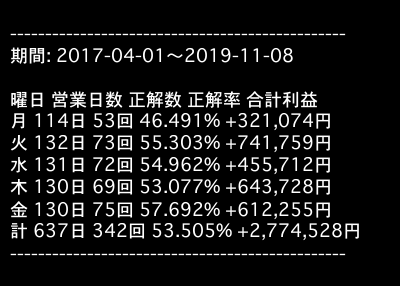 ------------------------------------------------
期間: 2017-04-01〜2019-11-08
曜日 営業日数 正解数 正解率 合計利益
月 114日 53回 46.491% +321,074円
火 132日 73回 55.303% +741,759円
水 131日 72回 54.962% +455,712円
木 130日 69回 53.077% +643,728円
金 130日 75回 57.692% +612,255円
計 637日 342回 53.505% +2,774,528円
------------------------------------------------